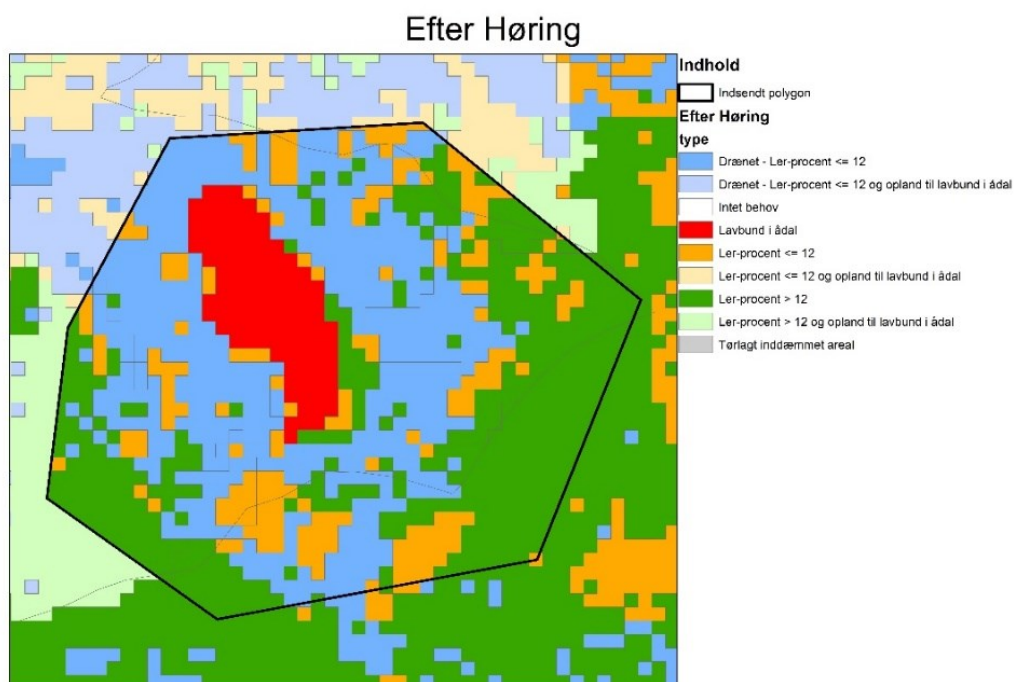 Efter Høring
Indhold
Indsendt polygon
Efter Høring
type
Drænet - Ler-procent <= 12
Drænet - Ler-procent <= 12 og opland til lavbund i ådal
Intet behov
Lavbund i ådal
Ler-procent <= 12
Ler-procent <= 12 og opland til lavbund i ådal
Ler-procent > 12
Ler-procent > 12 og opland til lavbund i ådal
Tørlagt inddæmmet areal